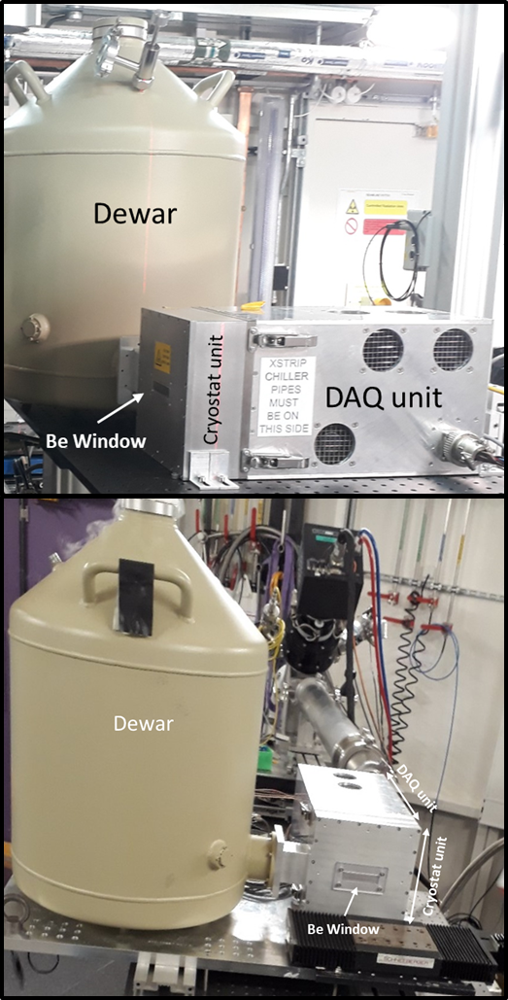 Dewar
Cryostat unit
XSTRIP
CHILLER
PIPES
MUST
BE ON
THIS SIDE
DAQ unit
Be Window
Dewar
DAQ unit
Cryostat unit
Be Window
SCHNEEBERGER